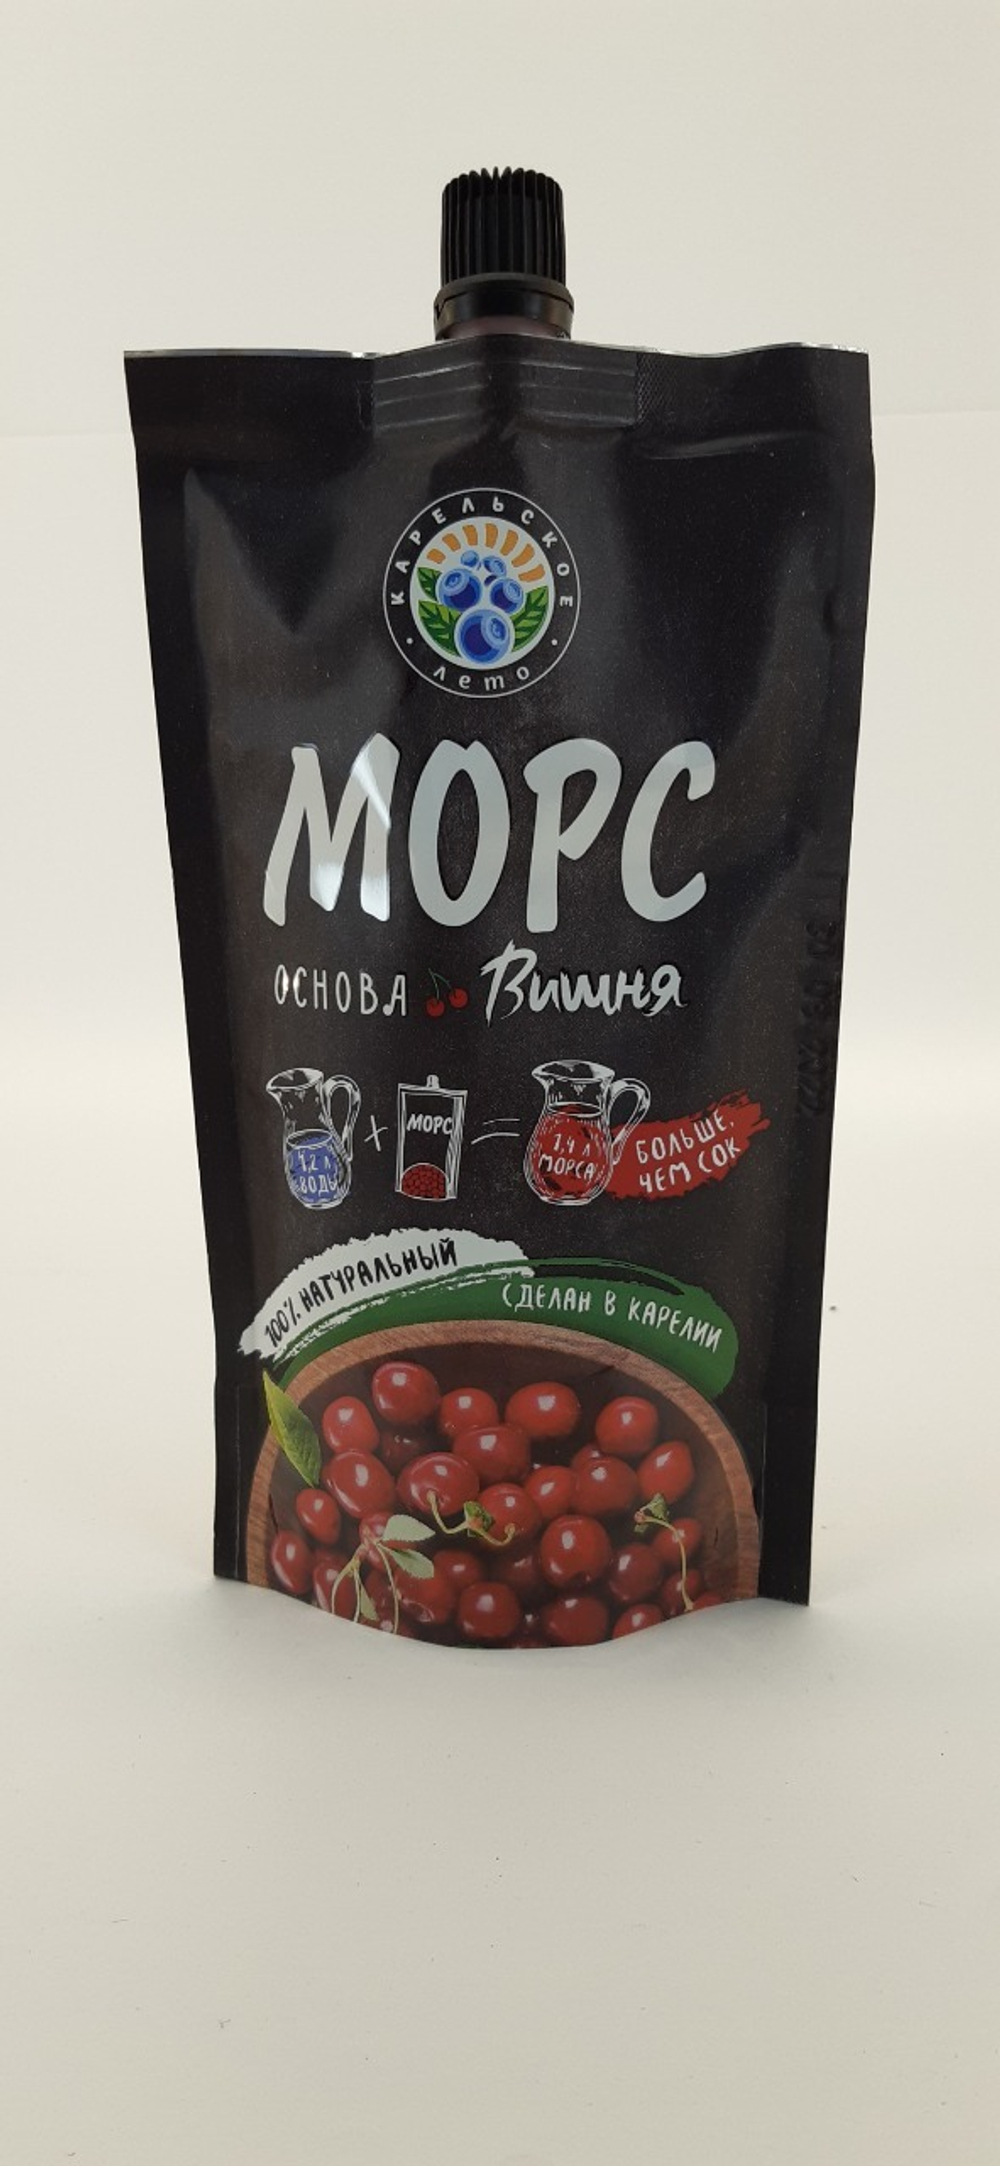 КАРЕЛЬСКОЕ
• лето •
МОРС
ОСНОВА Вишня
1,2 л
ВОДЫ
+
МОРС
=
1,4 л
МОРСА
БОЛЬШЕ,
ЧЕМ СОК
100% НАТУРАЛЬНЫЙ
СДЕЛАН В КАРЕЛИИ